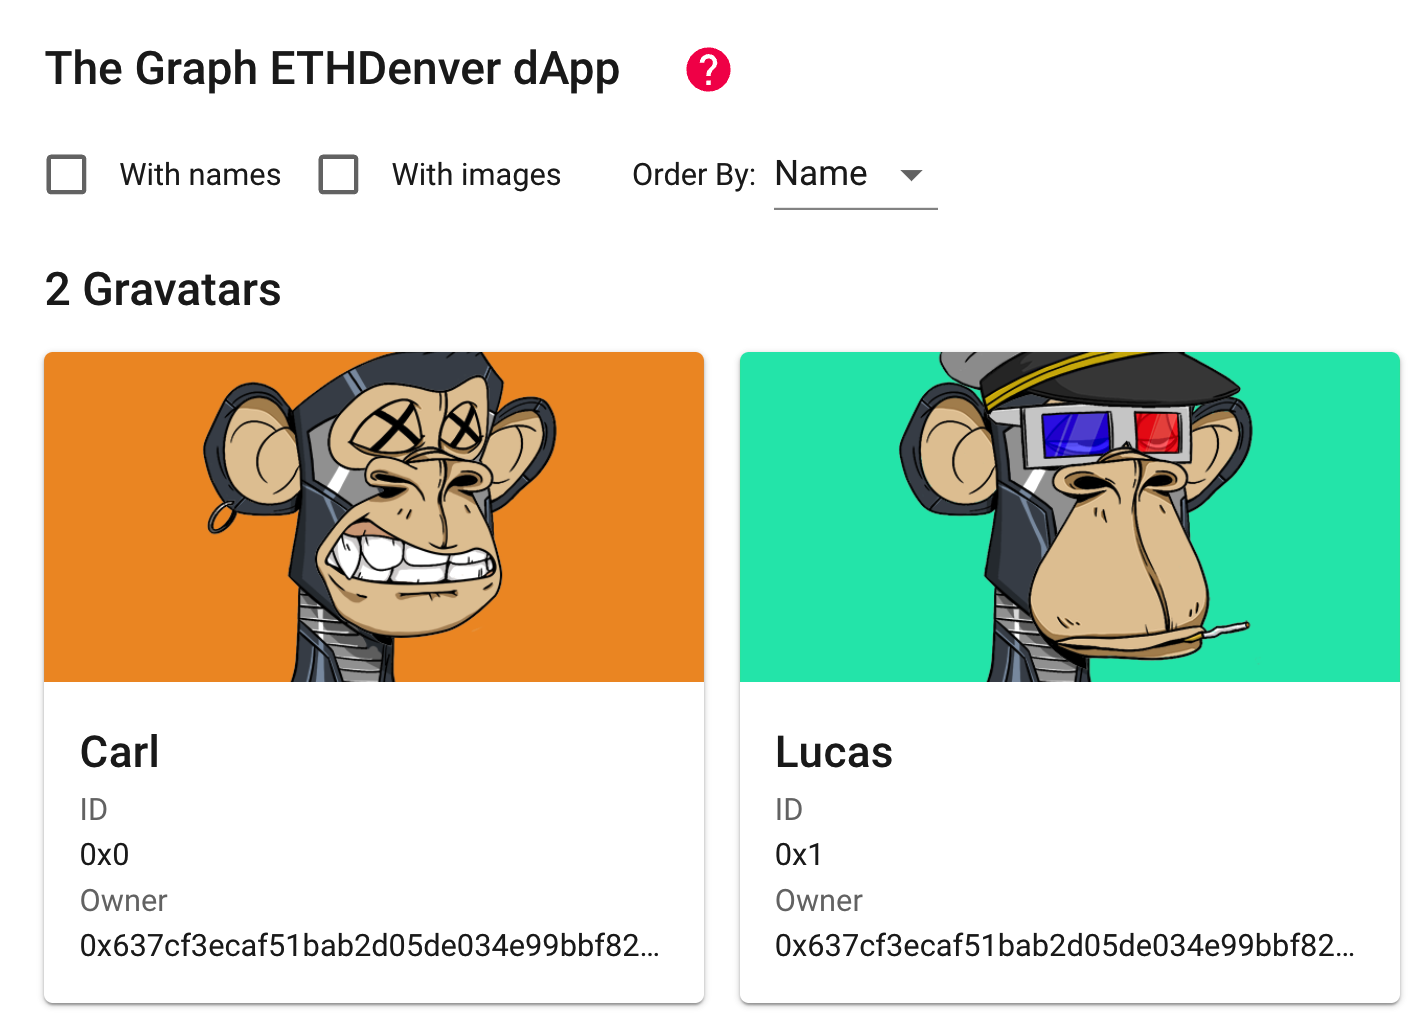 The Graph ETHDenver dApp ?
With names With images Order By: Name
2 Gravatars
Carl
ID
0x0
Owner
0x637cf3ecaf51bab2d05de034e99bbf82...
Lucas
ID
0x1
Owner
0x637cf3ecaf51bab2d05de034e99bbf82...